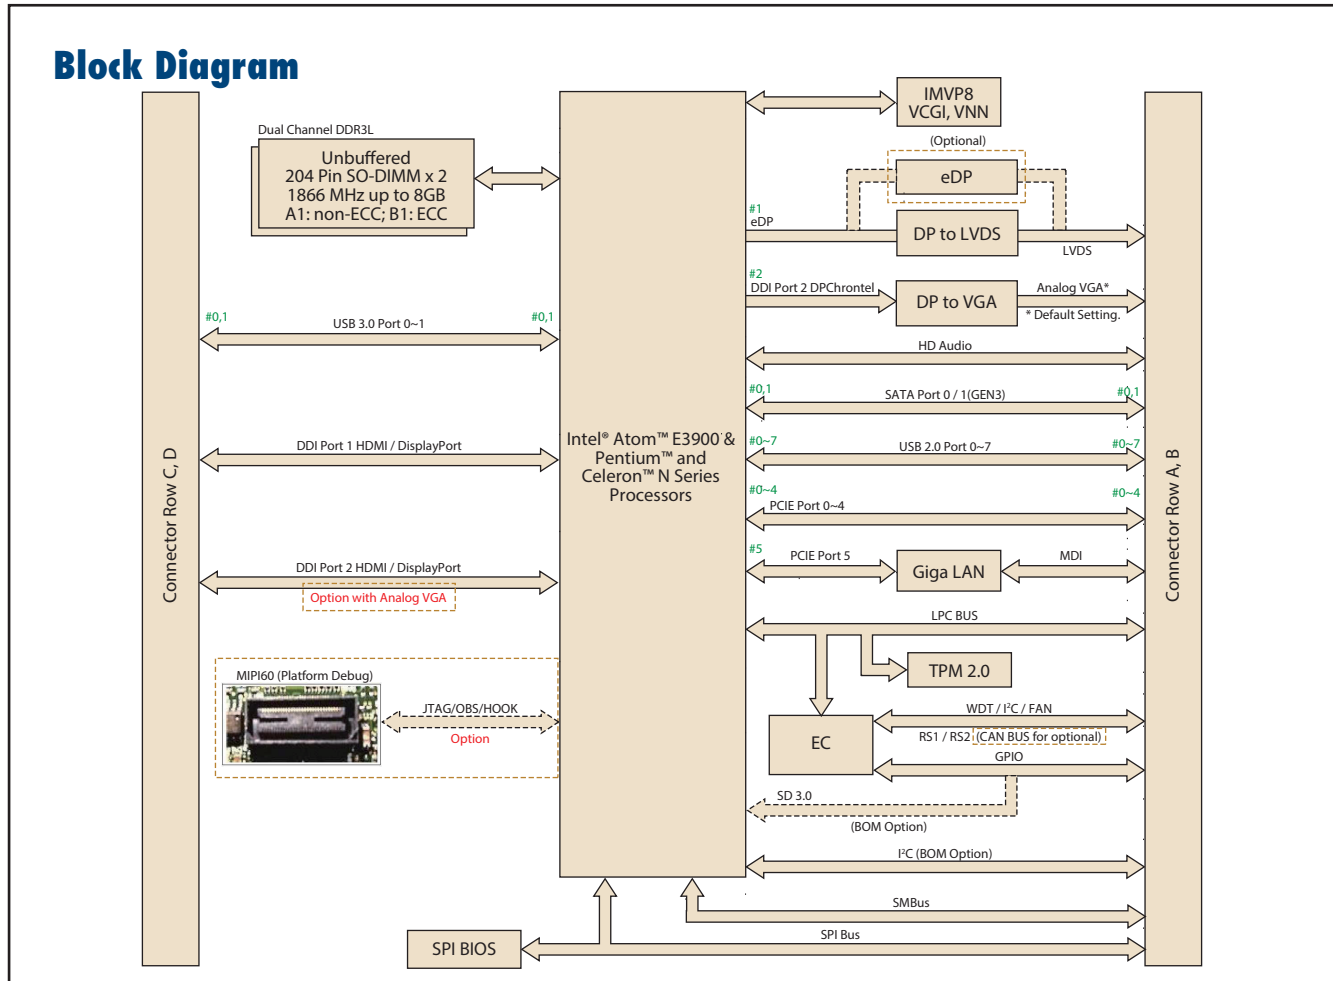 Block Diagram
Dual Channel DDR3L
Unbuffered
204 Pin SO-DIMM x 2
1866 MHz up to 8GB
A1: non-ECC; B1: ECC
IMVP8
VCGI, VNN
(Optional)
eDP
#1
eDP
DP to LVDS
LVDS
#2
DDI Port 2 DPChrontel
DP to VGA
Analog VGA*
* Default Setting.
#0,1
USB 3.0 Port 0~1
#0,1
HD Audio
#0,1
SATA Port 0 / 1(GEN3)
#0,1
DDI Port 1 HDMI / DisplayPort
Intel® Atom™ E3900 &
Pentium™ and
Celeron™ N Series
Processors
#0~7
USB 2.0 Port 0~7
#0~7
#0~4
PCIE Port 0~4
#0~4
Connector Row C, D
Connector Row A, B
#5
PCIE Port 5
Giga LAN
MDI
DDI Port 2 HDMI / DisplayPort
Option with Analog VGA
LPC BUS
TPM 2.0
MIPI60 (Platform Debug)
JTAG/OBS/HOOK
Option
EC
WDT / I²C / FAN
RS1 / RS2 (CAN BUS for optional)
GPIO
SD 3.0
(BOM Option)
I²C (BOM Option)
SMBus
SPI Bus
SPI BIOS